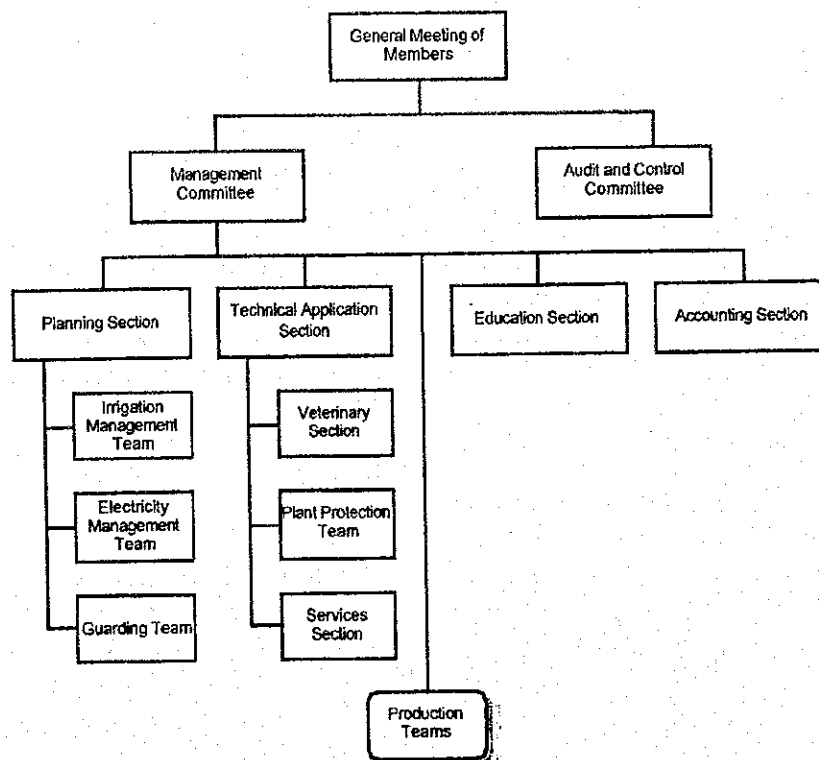 General Meeting of
Members
Management
Committee
Audit and Control
Committee
Planning Section
Technical Application
Section
Education Section
Accounting Section
Irrigation
Management
Team
Veterinary
Section
Electricity
Management
Team
Plant Protection
Team
Guarding Team
Services
Section
Production
Teams